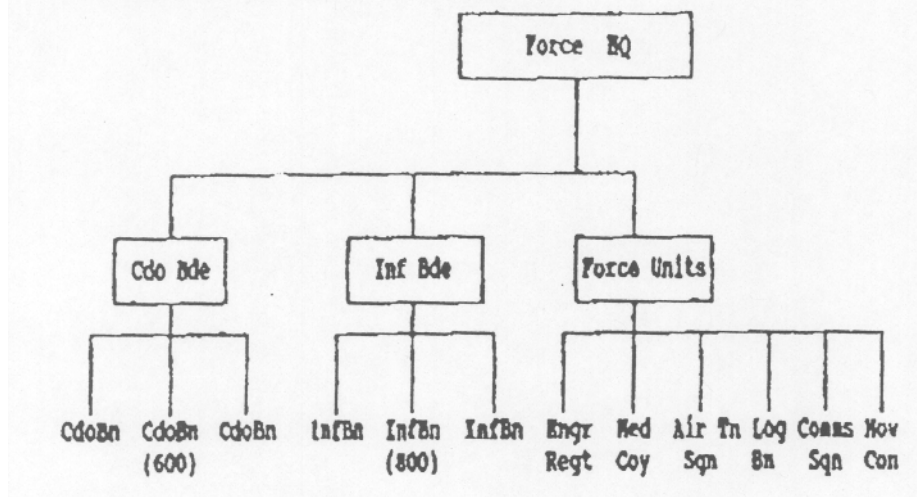 Force HQ
Cdo Bde Inf Bde Force Units
CdoBn CdoBn CdoBn InfBn InfBn InfBn Engr Med Air Tn Log Comms Mov
(600) (800) Regt Coy Sqn Bn Sqn Con